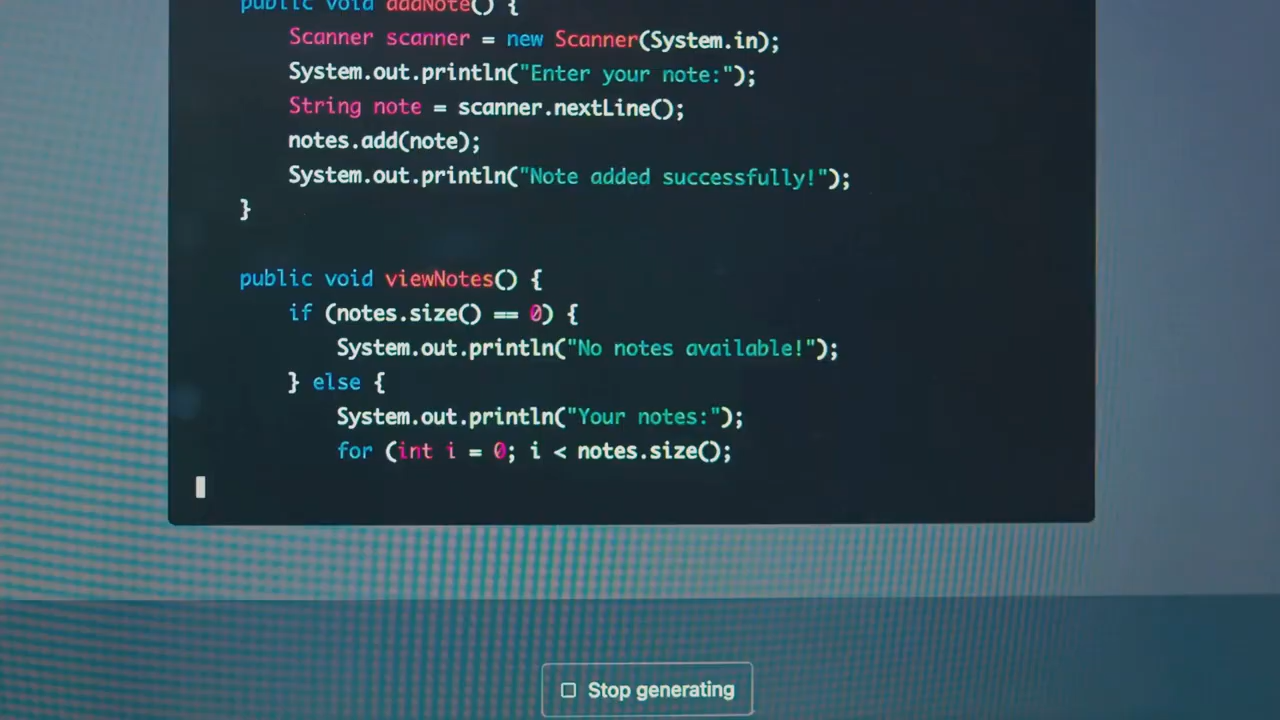 public void addNote() {
Scanner scanner = new Scanner(System.in);
System.out.println("Enter your note:");
String note = scanner.nextLine();
notes.add(note);
System.out.println("Note added successfully!");
}
public void viewNotes() {
if (notes.size() == 0) {
System.out.println("No notes available!");
} else {
System.out.println("Your notes:");
for (int i = 0; i < notes.size();
Stop generating